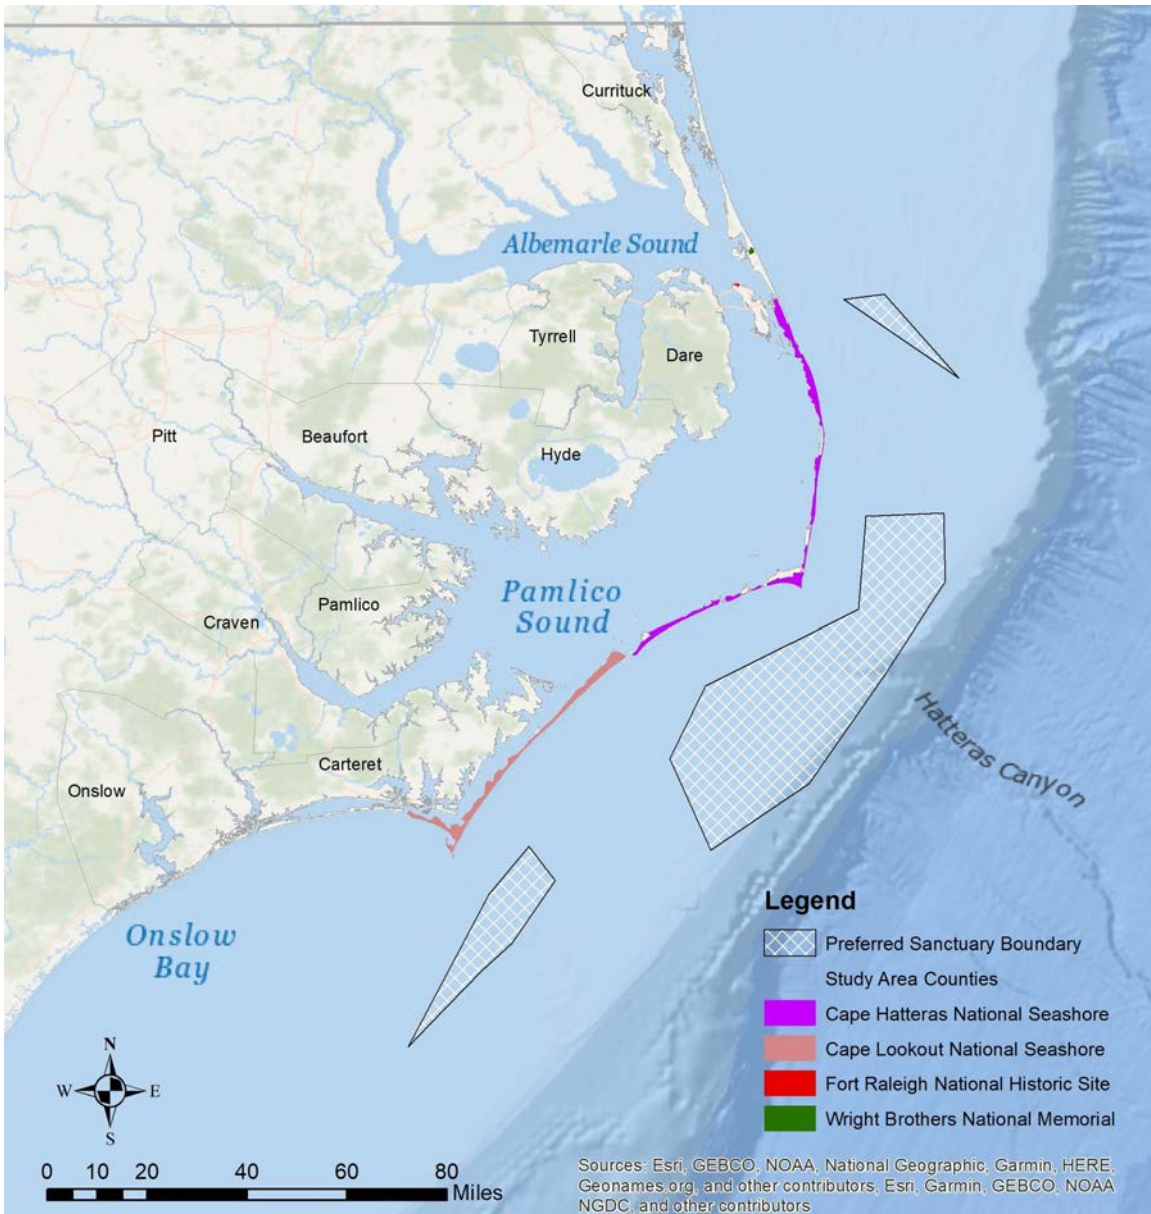 Currituck
Albemarle Sound
Tyrrell
Dare
Pitt
Beaufort
Hyde
Pamlico
Sound
Pamlico
Craven
Hatteras Canyon
Carteret
Onslow
Onslow
Bay
Legend
Preferred Sanctuary Boundary
Study Area Counties
Cape Hatteras National Seashore
Cape Lookout National Seashore
Fort Raleigh National Historic Site
Wright Brothers National Memorial
N
W E
S
0 10 20 40 60 80
Miles
Sources: Esri, GEBCO, NOAA, National Geographic, Garmin, HERE,
Geonames.org, and other contributors, Esri, Garmin, GEBCO, NOAA
NGDC, and other contributors